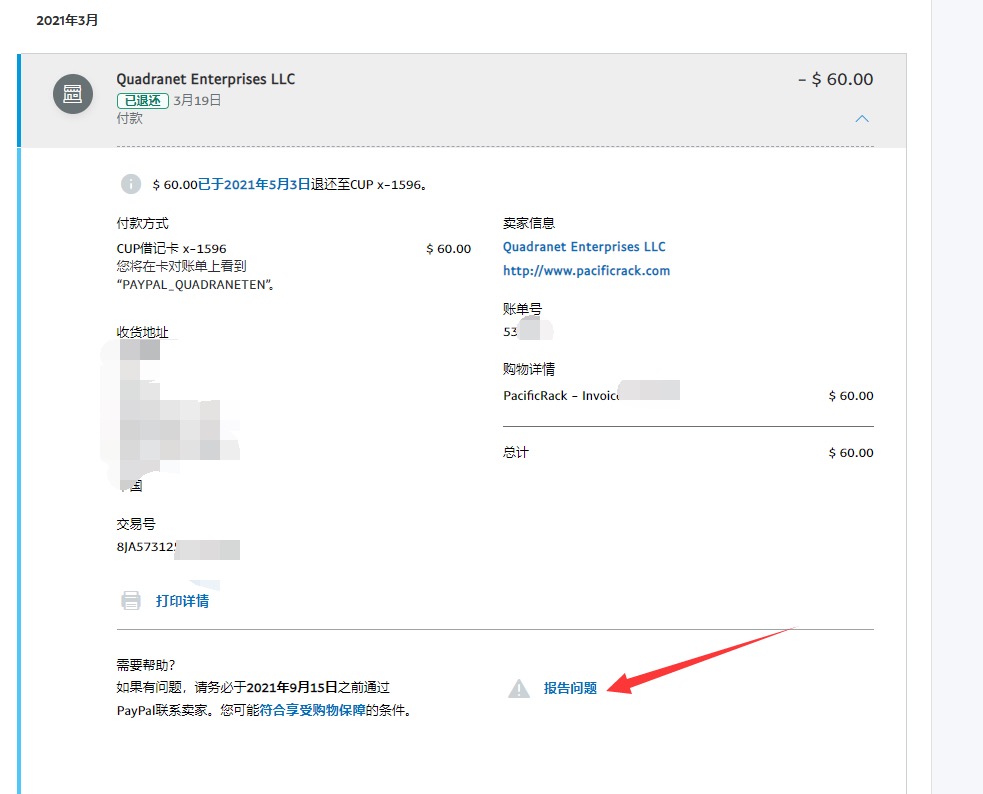 2021年3月
Quadranet Enterprises LLC
– $ 60.00
已退还 3月19日
付款
$ 60.00已于2021年5月3日退还至CUP x-1596。
付款方式
CUP借记卡 x-1596
$ 60.00
您将在卡对账单上看到
“PAYPAL_QUADRANETEN”。
收货地址
国
交易号
8JA57312
打印详情
卖家信息
Quadranet Enterprises LLC
http://www.pacificrack.com
账单号
53
购物详情
PacificRack - Invoice
$ 60.00
总计
$ 60.00
需要帮助?
如果有问题，请务必于2021年9月15日之前通过
PayPal联系卖家。您可能符合享受购物保障的条件。
报告问题